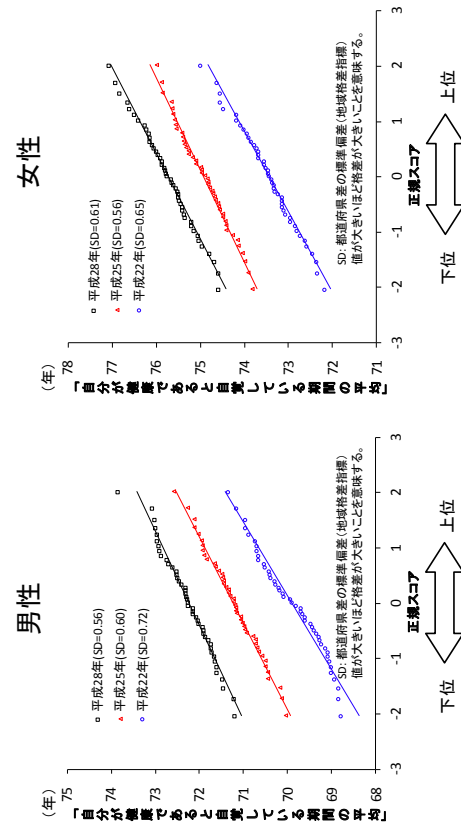 男性
(年)
「自分が健康であると自覚している期間の平均」
75
74
73
72
71
70
69
68
平成28年(SD=0.56)
平成25年(SD=0.60)
平成22年(SD=0.72)
SD: 都道府県差の標準偏差(地域格差指標)
値が大きいほど格差が大きいことを意味する。
-3
-2
-1
0
1
2
3
正規スコア
下位
上位
女性
(年)
「自分が健康であると自覚している期間の平均」
78
77
76
75
74
73
72
71
平成28年(SD=0.61)
平成25年(SD=0.56)
平成22年(SD=0.65)
SD: 都道府県差の標準偏差(地域格差指標)
値が大きいほど格差が大きいことを意味する。
-3
-2
-1
0
1
2
3
正規スコア
下位
上位